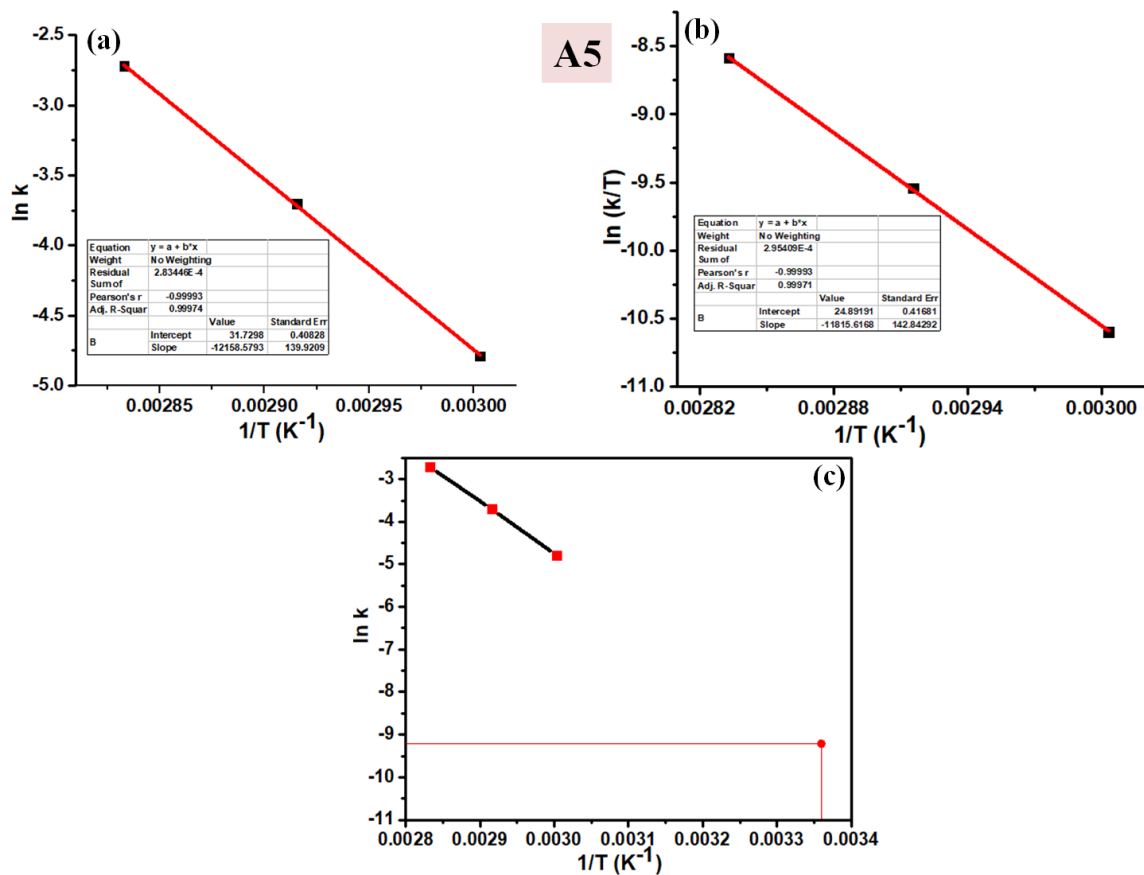 (a)
-2.5
-3.0
-3.5
-4.0
-4.5
-5.0
ln k
Equation y = a + b*x
Weight No Weighting
Residual Sum of 2.83446E-4
Pearson's r -0.99993
Adj. R-Squar 0.99974
Value Standard Err
B Intercept 31.7298 0.40828
Slope -12158.5793 139.9209
0.00285 0.00290 0.00295 0.00300
1/T (K⁻¹)
A5
(b)
-8.5
-9.5
-10.0
-10.5
-11.0
ln (k/T)
Equation y = a + b*x
Weight No Weighting
Residual Sum of 2.95409E-4
Pearson's r -0.99993
Adj. R-Squar 0.99971
Value Standard Err
B Intercept 24.89191 0.41681
Slope -11815.6168 142.84292
0.00282 0.00288 0.00294 0.00300
1/T (K⁻¹)
(c)
-3
-4
-5
-6
-7
-8
-9
-10
-11
ln k
0.0028 0.0029 0.0030 0.0031 0.0032 0.0033 0.0034
1/T (K⁻¹)